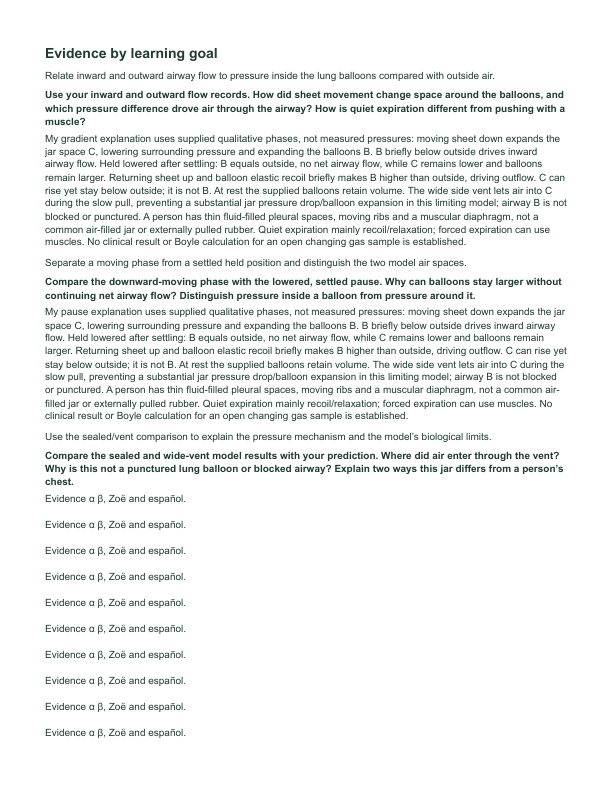 Evidence by learning goal
Relate inward and outward airway flow to pressure inside the lung balloons compared with outside air.
Use your inward and outward flow records. How did sheet movement change space around the balloons, and
which pressure difference drove air through the airway? How is quiet expiration different from pushing with a
muscle?
My gradient explanation uses supplied qualitative phases, not measured pressures: moving sheet down expands the
jar space C, lowering surrounding pressure and expanding the balloons B. B briefly below outside drives inward
airway flow. Held lowered after settling: B equals outside, no net airway flow, while C remains lower and balloons
remain larger. Returning sheet up and balloon elastic recoil briefly makes B higher than outside, driving outflow. C can
rise yet stay below outside; it is not B. At rest the supplied balloons retain volume. The wide side vent lets air into C
during the slow pull, preventing a substantial jar pressure drop/balloon expansion in this limiting model; airway B is not
blocked or punctured. A person has thin fluid-filled pleural spaces, moving ribs and a muscular diaphragm, not a
common air-filled jar or externally pulled rubber. Quiet expiration mainly recoil/relaxation; forced expiration can use
muscles. No clinical result or Boyle calculation for an open changing gas sample is established.
Separate a moving phase from a settled held position and distinguish the two model air spaces.
Compare the downward-moving phase with the lowered, settled pause. Why can balloons stay larger without
continuing net airway flow? Distinguish pressure inside a balloon from pressure around it.
My pause explanation uses supplied qualitative phases, not measured pressures: moving sheet down expands the jar
space C, lowering surrounding pressure and expanding the balloons B. B briefly below outside drives inward airway
flow. Held lowered after settling: B equals outside, no net airway flow, while C remains lower and balloons remain
larger. Returning sheet up and balloon elastic recoil briefly makes B higher than outside, driving outflow. C can rise yet
stay below outside; it is not B. At rest the supplied balloons retain volume. The wide side vent lets air into C during the
slow pull, preventing a substantial jar pressure drop/balloon expansion in this limiting model; airway B is not blocked
or punctured. A person has thin fluid-filled pleural spaces, moving ribs and a muscular diaphragm, not a common air-
filled jar or externally pulled rubber. Quiet expiration mainly recoil/relaxation; forced expiration can use muscles. No
clinical result or Boyle calculation for an open changing gas sample is established.
Use the sealed/vent comparison to explain the pressure mechanism and the model's biological limits.
Compare the sealed and wide-vent model results with your prediction. Where did air enter through the vent?
Why is this not a punctured lung balloon or blocked airway? Explain two ways this jar differs from a person's
chest.
Evidence α β, Zoë and español.
Evidence α β, Zoë and español.
Evidence α β, Zoë and español.
Evidence α β, Zoë and español.
Evidence α β, Zoë and español.
Evidence α β, Zoë and español.
Evidence α β, Zoë and español.
Evidence α β, Zoë and español.
Evidence α β, Zoë and español.
Evidence α β, Zoë and español.